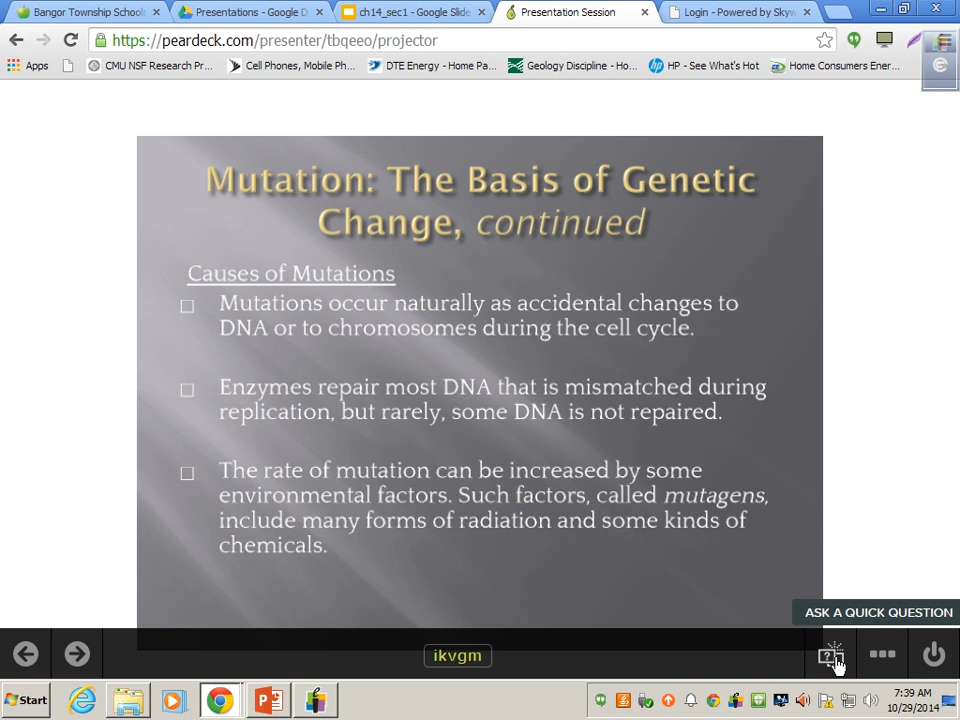 Bangor Township Schools
Presentations - Google D
ch14_sec1 - Google Slide
Presentation Session
Login - Powered by Skyw
https://peardeck.com/presenter/tbqeeo/projector
Apps
CMU NSF Research Pr...
Cell Phones, Mobile Ph...
DTE Energy - Home Pa...
Geology Discipline - Ho...
HP - See What's Hot
Home Consumers Ener...
Mutation: The Basis of Genetic
Change, continued
Causes of Mutations
Mutations occur naturally as accidental changes to
DNA or to chromosomes during the cell cycle.
Enzymes repair most DNA that is mismatched during
replication, but rarely, some DNA is not repaired.
The rate of mutation can be increased by some
environmental factors. Such factors, called mutagens,
include many forms of radiation and some kinds of
chemicals.
ASK A QUICK QUESTION
ikvgm
Start
7:39 AM
10/29/2014